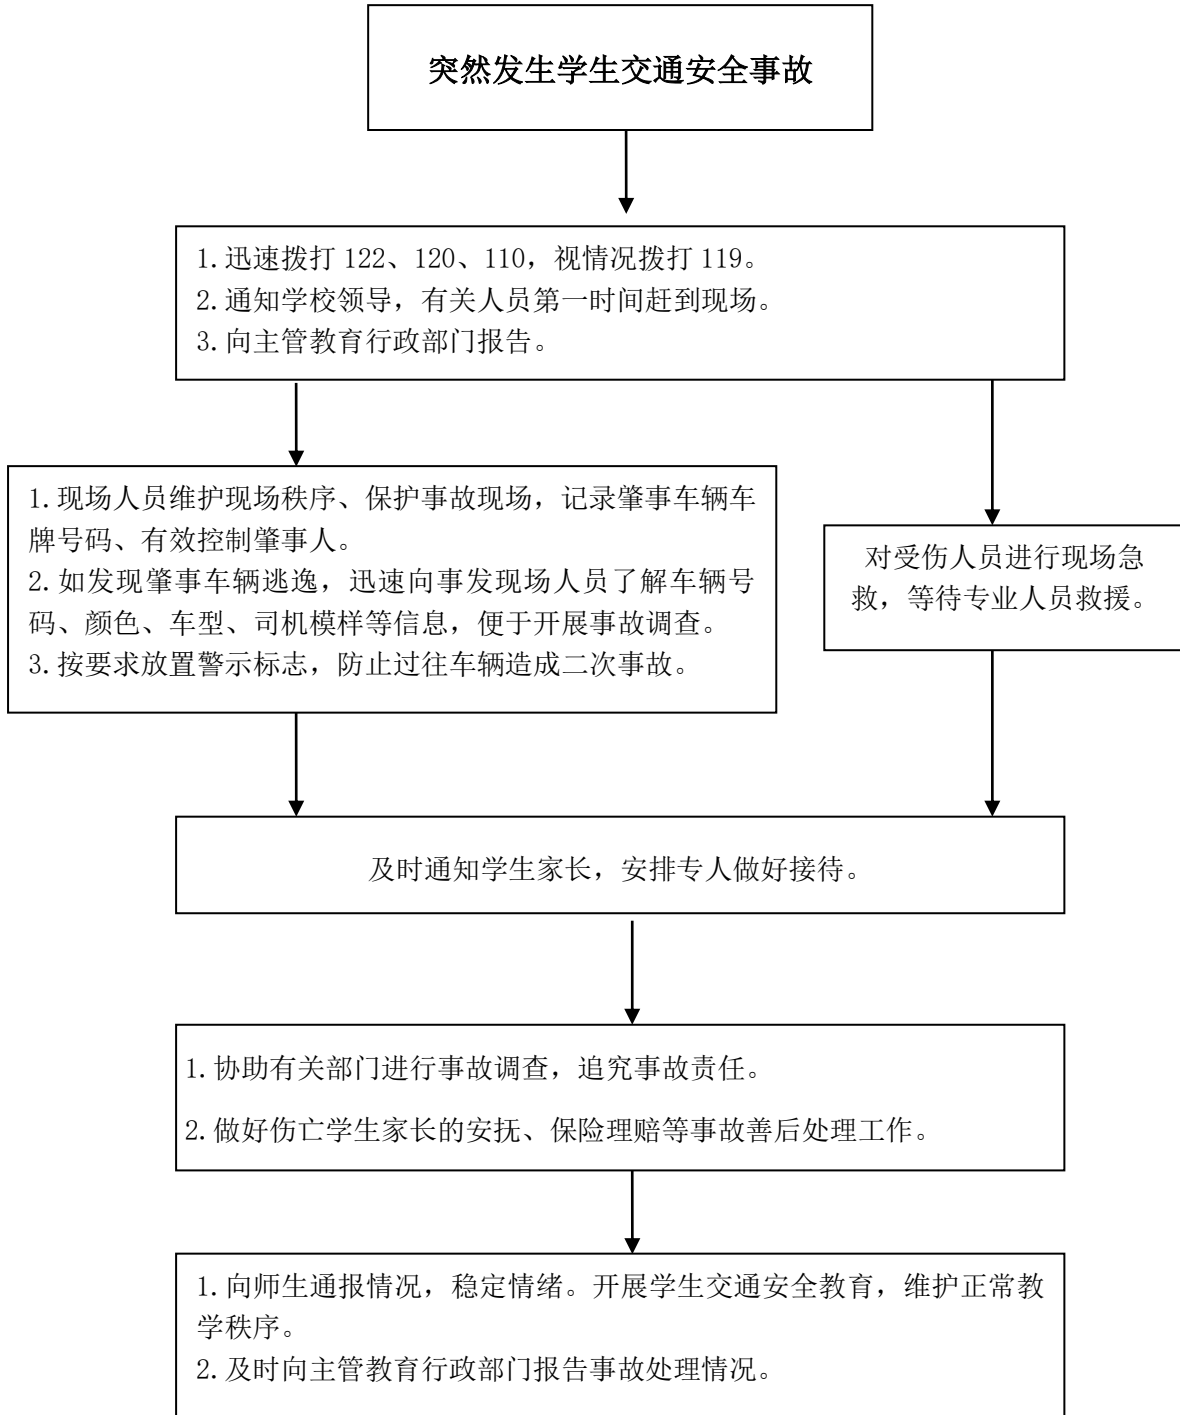 突然发生学生交通安全事故
1.迅速拨打 122、120、110，视情况拨打 119。
2.通知学校领导，有关人员第一时间赶到现场。
3.向主管教育行政部门报告。
1.现场人员维护现场秩序、保护事故现场，记录肇事车辆车
牌号码、有效控制肇事人。
2.如发现肇事车辆逃逸，迅速向事发现场人员了解车辆号
码、颜色、车型、司机模样等信息，便于开展事故调查。
3.按要求放置警示标志，防止过往车辆造成二次事故。
对受伤人员进行现场急
救，等待专业人员救援。
及时通知学生家长，安排专人做好接待。
1.协助有关部门进行事故调查，追究事故责任。
2.做好伤亡学生家长的安抚、保险理赔等事故善后处理工作。
1.向师生通报情况，稳定情绪。开展学生交通安全教育，维护正常教
学秩序。
2.及时向主管教育行政部门报告事故处理情况。